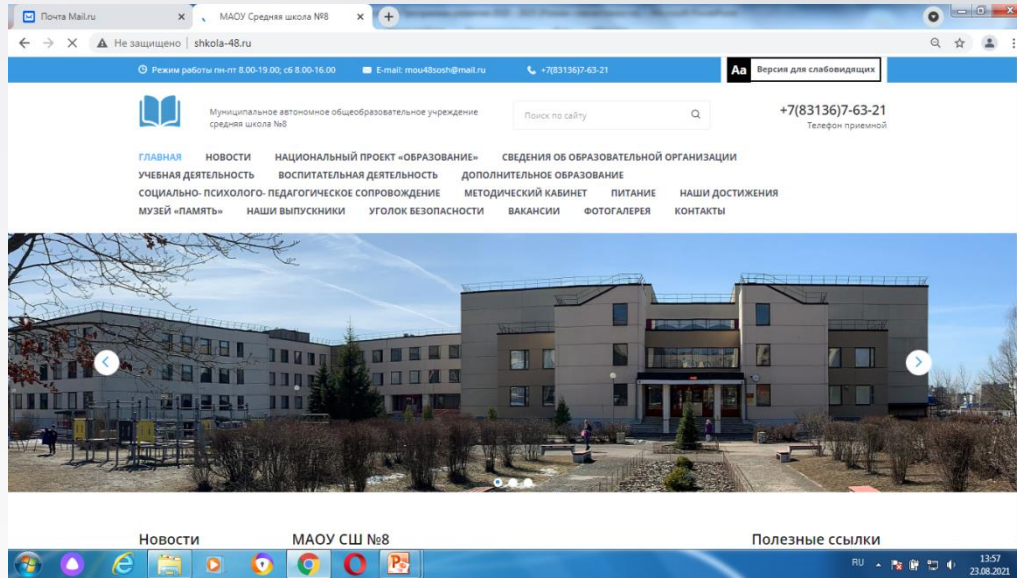 Почта Mail.ru
МАОУ Средняя школа №8
Не защищено | shkola-48.ru
Режим работы пн-пт 8.00-19.00; сб 8.00-16.00
E-mail: mou48sosh@mail.ru
+7(83136)7-63-21
Aa Версия для слабовидящих
Муниципальное автономное общеобразовательное учреждение
средняя школа №8
Поиск по сайту
+7(83136)7-63-21
Телефон приемной
ГЛАВНАЯ НОВОСТИ НАЦИОНАЛЬНЫЙ ПРОЕКТ «ОБРАЗОВАНИЕ» СВЕДЕНИЯ ОБ ОБРАЗОВАТЕЛЬНОЙ ОРГАНИЗАЦИИ
УЧЕБНАЯ ДЕЯТЕЛЬНОСТЬ ВОСПИТАТЕЛЬНАЯ ДЕЯТЕЛЬНОСТЬ ДОПОЛНИТЕЛЬНОЕ ОБРАЗОВАНИЕ
СОЦИАЛЬНО- ПСИХОЛОГО- ПЕДАГОГИЧЕСКОЕ СОПРОВОЖДЕНИЕ МЕТОДИЧЕСКИЙ КАБИНЕТ ПИТАНИЕ НАШИ ДОСТИЖЕНИЯ
МУЗЕЙ «ПАМЯТЬ» НАШИ ВЫПУСКНИКИ УГОЛОК БЕЗОПАСНОСТИ ВАКАНСИИ ФОТОГАЛЕРЕЯ КОНТАКТЫ
Новости
МАОУ СШ №8
Полезные ссылки
RU
13:57
23.08.2021